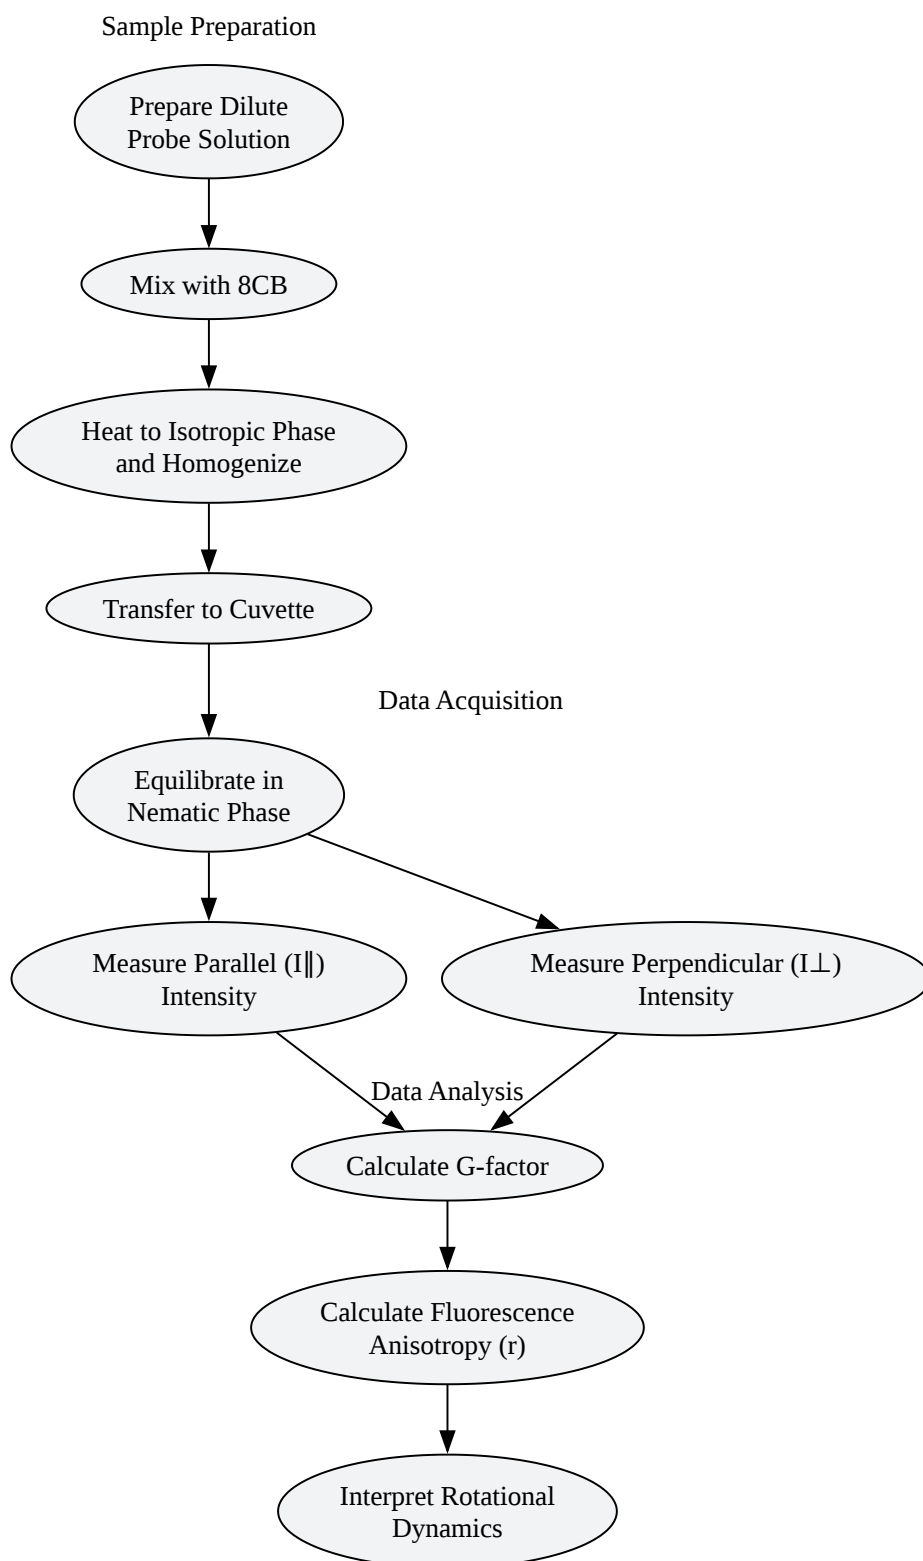 Sample Preparation
Prepare Dilute
Probe Solution
Mix with 8CB
Heat to Isotropic Phase
and Homogenize
Transfer to Cuvette
Data Acquisition
Equilibrate in
Nematic Phase
Measure Parallel (I∥)
Intensity
Measure Perpendicular (I⊥)
Intensity
Data Analysis
Calculate G-factor
Calculate Fluorescence
Anisotropy (r)
Interpret Rotational
Dynamics